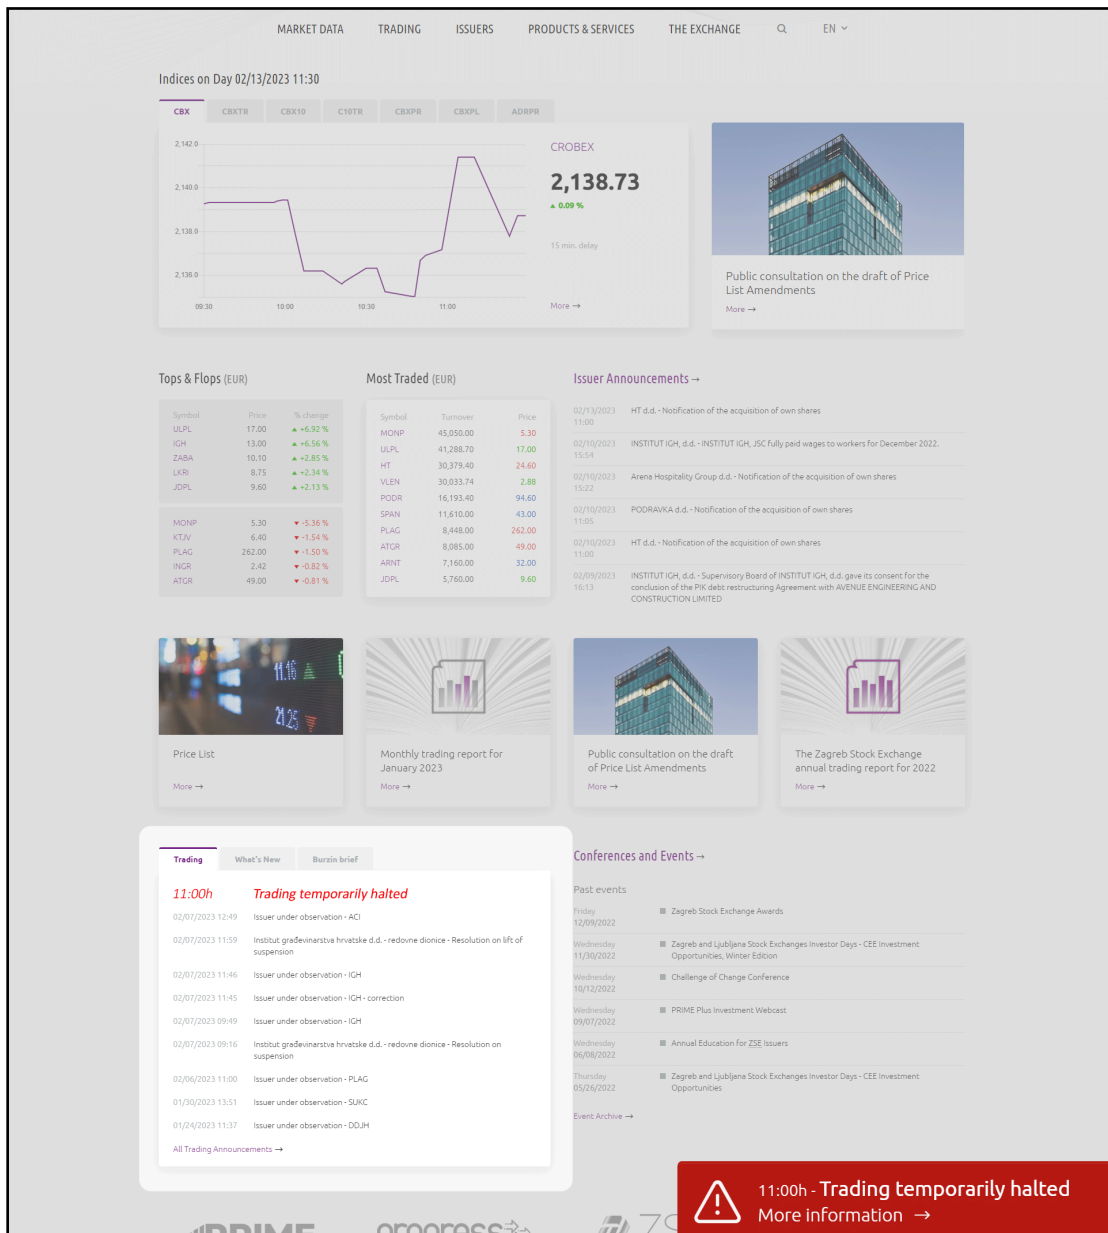 MARKET DATA TRADING ISSUERS PRODUCTS & SERVICES THE EXCHANGE EN
Indices on Day 02/13/2023 11:30
CBX CBXTR CBX10 C10TR CBXPR CBXPL ADRPR
2,142.0
2,140.0
2,138.0
2,136.0
09:30 10:00 10:30 11:00
CROBEX
2,138.73
▲ 0.09 %
15 min. delay
More →
Public consultation on the draft of Price
List Amendments
More →
Tops & Flops (EUR)
Symbol Price % change
ULPL 17.00 ▲ +6.92 %
IGH 13.00 ▲ +6.56 %
ZABA 10.10 ▲ +2.85 %
LKRI 8.75 ▲ +2.34 %
JDPL 9.60 ▲ +2.13 %
MONP 5.30 ▼ -5.36 %
KTJV 6.40 ▼ -1.54 %
PLAG 262.00 ▼ -1.50 %
INGR 2.42 ▼ -0.82 %
ATGR 49.00 ▼ -0.81 %
Most Traded (EUR)
Symbol Turnover Price
MONP 45,050.00 5.30
ULPL 41,288.70 17.00
HT 30,379.40 24.60
VLEN 30,033.74 2.88
PODR 16,193.40 94.60
SPAN 11,610.00 43.00
PLAG 8,448.00 262.00
ATGR 8,085.00 49.00
ARNT 7,160.00 32.00
JDPL 5,760.00 9.60
Issuer Announcements →
02/13/2023 HT d.d. - Notification of the acquisition of own shares
11:00
02/10/2023 INSTITUT IGH, d.d. - INSTITUT IGH, JSC fully paid wages to workers for December 2022.
15:54
02/10/2023 Arena Hospitality Group d.d. - Notification of the acquisition of own shares
15:22
02/10/2023 PODRAVKA d.d. - Notification of the acquisition of own shares
11:05
02/10/2023 HT d.d. - Notification of the acquisition of own shares
11:00
02/09/2023 INSTITUT IGH, d.d. - Supervisory Board of INSTITUT IGH, d.d. gave its consent for the
16:13 conclusion of the PIK debt restructuring Agreement with AVENUE ENGINEERING AND
CONSTRUCTION LIMITED
11.16
21.25
Price List
More →
Monthly trading report for
January 2023
More →
Public consultation on the draft
of Price List Amendments
More →
The Zagreb Stock Exchange
annual trading report for 2022
More →
Trading What's New Burzin brief
11:00h Trading temporarily halted
02/07/2023 12:49 Issuer under observation - ACI
02/07/2023 11:59 Institut građevinarstva hrvatske d.d. - redovne dionice - Resolution on lift of
suspension
02/07/2023 11:46 Issuer under observation - IGH
02/07/2023 11:45 Issuer under observation - IGH - correction
02/07/2023 09:49 Issuer under observation - IGH
02/07/2023 09:16 Institut građevinarstva hrvatske d.d. - redovne dionice - Resolution on
suspension
02/06/2023 11:00 Issuer under observation - PLAG
01/30/2023 13:51 Issuer under observation - SUKC
01/24/2023 11:37 Issuer under observation - DDJH
All Trading Announcements →
Conferences and Events →
Past events
Friday Zagreb Stock Exchange Awards
12/09/2022
Wednesday Zagreb and Ljubljana Stock Exchanges Investor Days - CEE Investment
11/30/2022 Opportunities, Winter Edition
Wednesday Challenge of Change Conference
10/12/2022
Wednesday PRIME Plus Investment Webcast
09/07/2022
Wednesday Annual Education for ZSE Issuers
06/08/2022
Thursday Zagreb and Ljubljana Stock Exchanges Investor Days - CEE Investment
05/26/2022 Opportunities
Event Archive →
11:00h - Trading temporarily halted
More information →
PRIME progress ZS